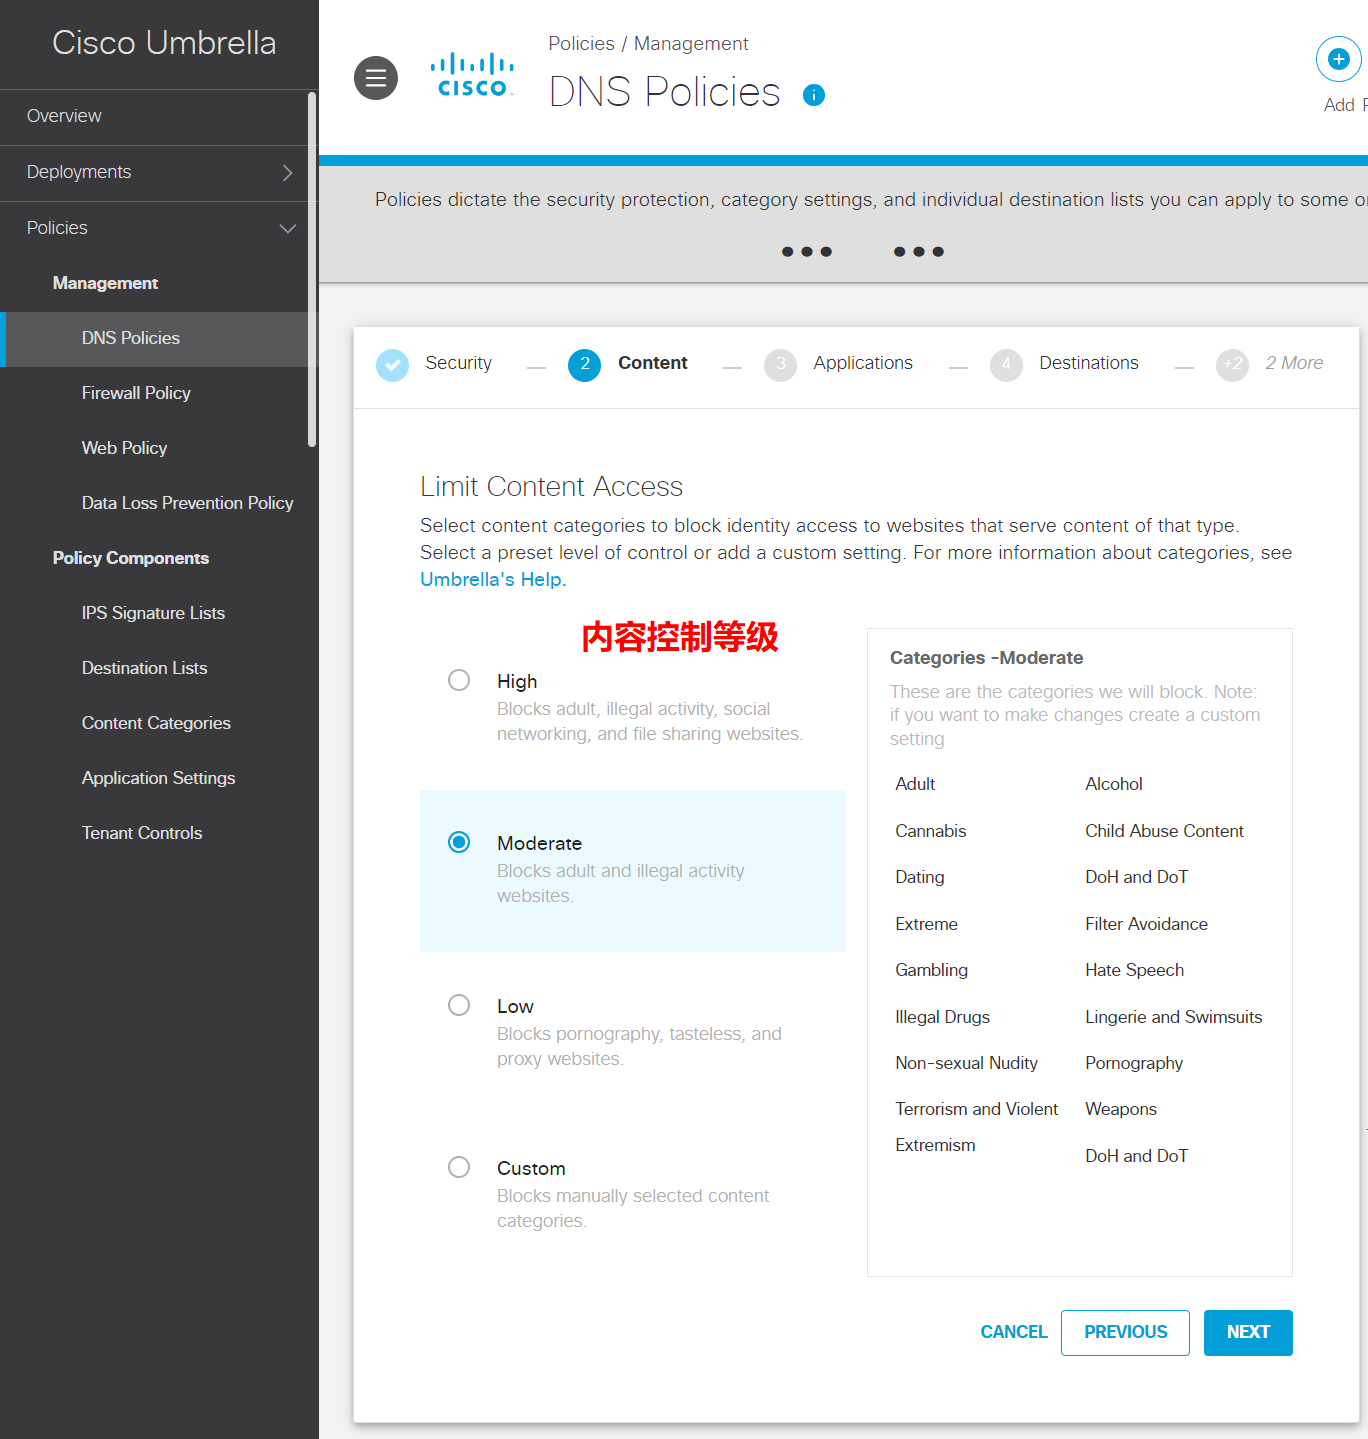 Cisco Umbrella
Overview
Deployments
Policies
Management
DNS Policies
Firewall Policy
Web Policy
Data Loss Prevention Policy
Policy Components
IPS Signature Lists
Destination Lists
Content Categories
Application Settings
Tenant Controls
CISCO
Policies / Management
DNS Policies
Add
Policies dictate the security protection, category settings, and individual destination lists you can apply to some
Security
2 Content
3 Applications
4 Destinations
+2 2 More
Limit Content Access
Select content categories to block identity access to websites that serve content of that type.
Select a preset level of control or add a custom setting. For more information about categories, see
Umbrella's Help.
内容控制等级
High
Blocks adult, illegal activity, social
networking, and file sharing websites.
Moderate
Blocks adult and illegal activity
websites.
Low
Blocks pornography, tasteless, and
proxy websites.
Custom
Blocks manually selected content
categories.
Categories -Moderate
These are the categories we will block. Note:
if you want to make changes create a custom
setting
Adult Alcohol
Cannabis Child Abuse Content
Dating DoH and DoT
Extreme Filter Avoidance
Gambling Hate Speech
Illegal Drugs Lingerie and Swimsuits
Non-sexual Nudity Pornography
Terrorism and Violent Weapons
Extremism
DoH and DoT
CANCEL PREVIOUS NEXT